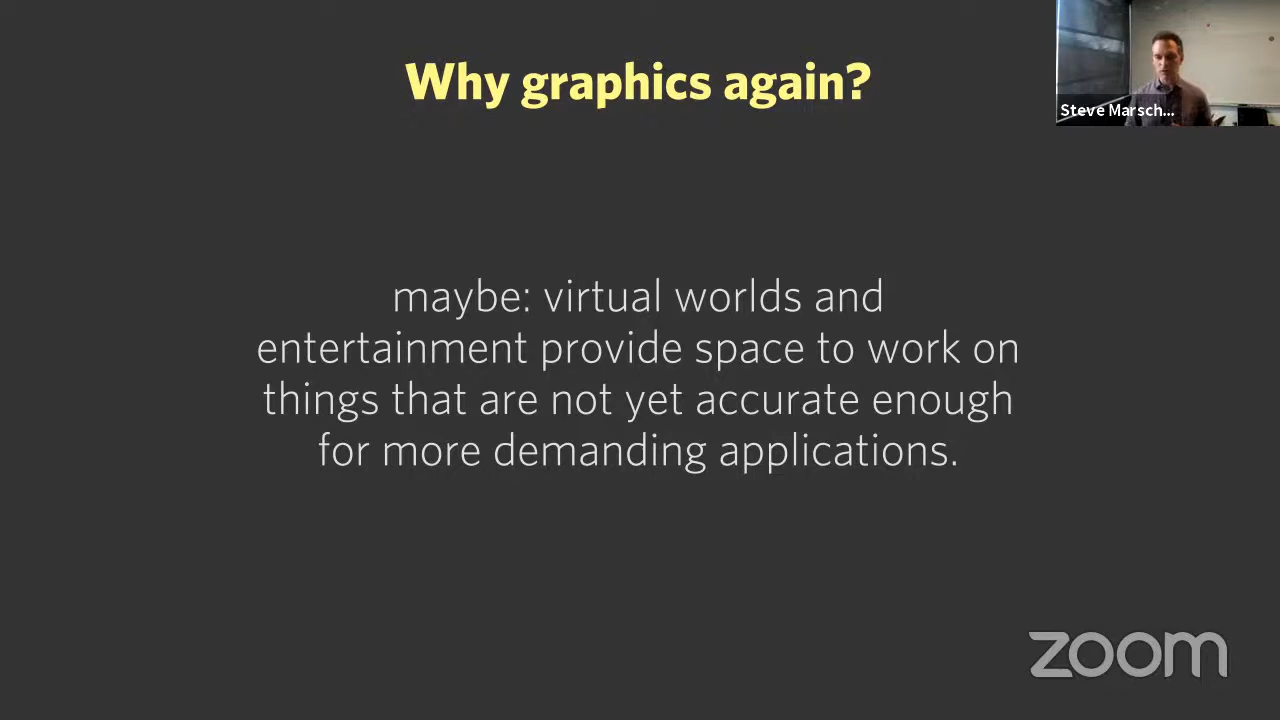 Why graphics again?
Steve Marsch...
maybe: virtual worlds and
entertainment provide space to work on
things that are not yet accurate enough
for more demanding applications.
zoom